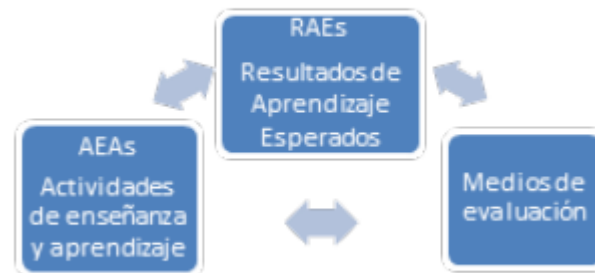 RAEs
Resultados de
Aprendizaje
Esperados
AEAs
Actividades
de enseñanza
y aprendizaje
Medios de
evaluación